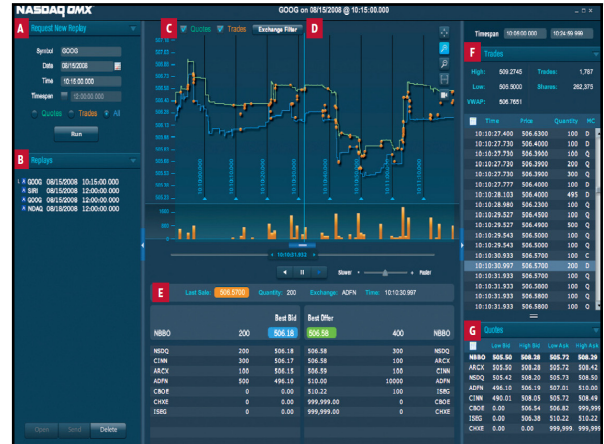 NASDAQ OMX
GOOG on 08/15/2008 @ 10:15:00.000
A Request New Replay
Symbol GOOG
Date 08/15/2008
Time 10:15:00.000
Timespan 10:00:00.000
Quotes Trades All
Run
B Replays
GOOG 08/15/2008 10:15:00.000
SIRI 08/15/2008 12:00:00.000
GOOG 08/15/2008 12:00:00.000
NDAQ 08/18/2008 12:00:00.000
Open Send Delete
C Quotes Trades Exchange Filter D
1000
500
10:10:31.933
Slower Faster
E Last Sale: 506.5700 Quantity: 200 Exchange: ADFN Time: 10:10:30.997
Best Bid Best Offer
NBBO 200 506.18 506.58 400 NBBO
NSDQ 200 506.18 506.58 300 NSDQ
CINN 300 506.17 506.58 100 ARCX
ARCX 100 506.15 506.59 100 CINN
ADFN 500 496.10 510.00 10000 ADFN
CBOE 0 0.00 510.22 100 ISEG
CHXE 0 0.00 999,999.00 0 CHXE
ISEG 0 0.00 999,999.00 0 CBOE
Timespan 10:06:00.000 10:24:59.999
F Trades
High: 509.2745 Trades: 1,787
Low: 505.5000 Shares: 282,375
VWAP: 506.7651
Time Price Quantity MC
10:10:27.400 506.6300 100 D
10:10:27.730 506.4000 100 Q
10:10:27.730 506.3900 100 Q
10:10:27.730 506.3900 200 Q
10:10:27.730 506.3900 300 Q
10:10:27.777 506.4000 100 D
10:10:28.103 506.4000 495 D
10:10:28.980 506.2300 100 Q
10:10:29.527 506.4500 100 Q
10:10:29.527 506.4900 500 Q
10:10:29.543 506.5000 100 Q
10:10:29.543 506.5000 100 Q
10:10:30.933 506.5700 100 C
10:10:30.997 506.5700 200 D
10:10:31.933 506.5700 100 Q
10:10:31.933 506.5800 100 Q
10:10:31.933 506.5800 100 Q
10:10:31.933 506.5800 100 Q
G Quotes
Low Bid High Bid Low Ask High Ask
NBBO 505.50 508.28 505.72 508.29
ARCX 505.50 508.28 505.72 508.42
NSDQ 505.42 508.20 505.73 508.50
ADFN 496.10 506.19 507.01 510.00
CINN 490.01 508.05 505.72 508.49
CBOE 0.00 506.54 506.82 999,999
ISEG 0.00 506.38 510.22 510.22
CHXE 0.00 0.00 999,999 999,999